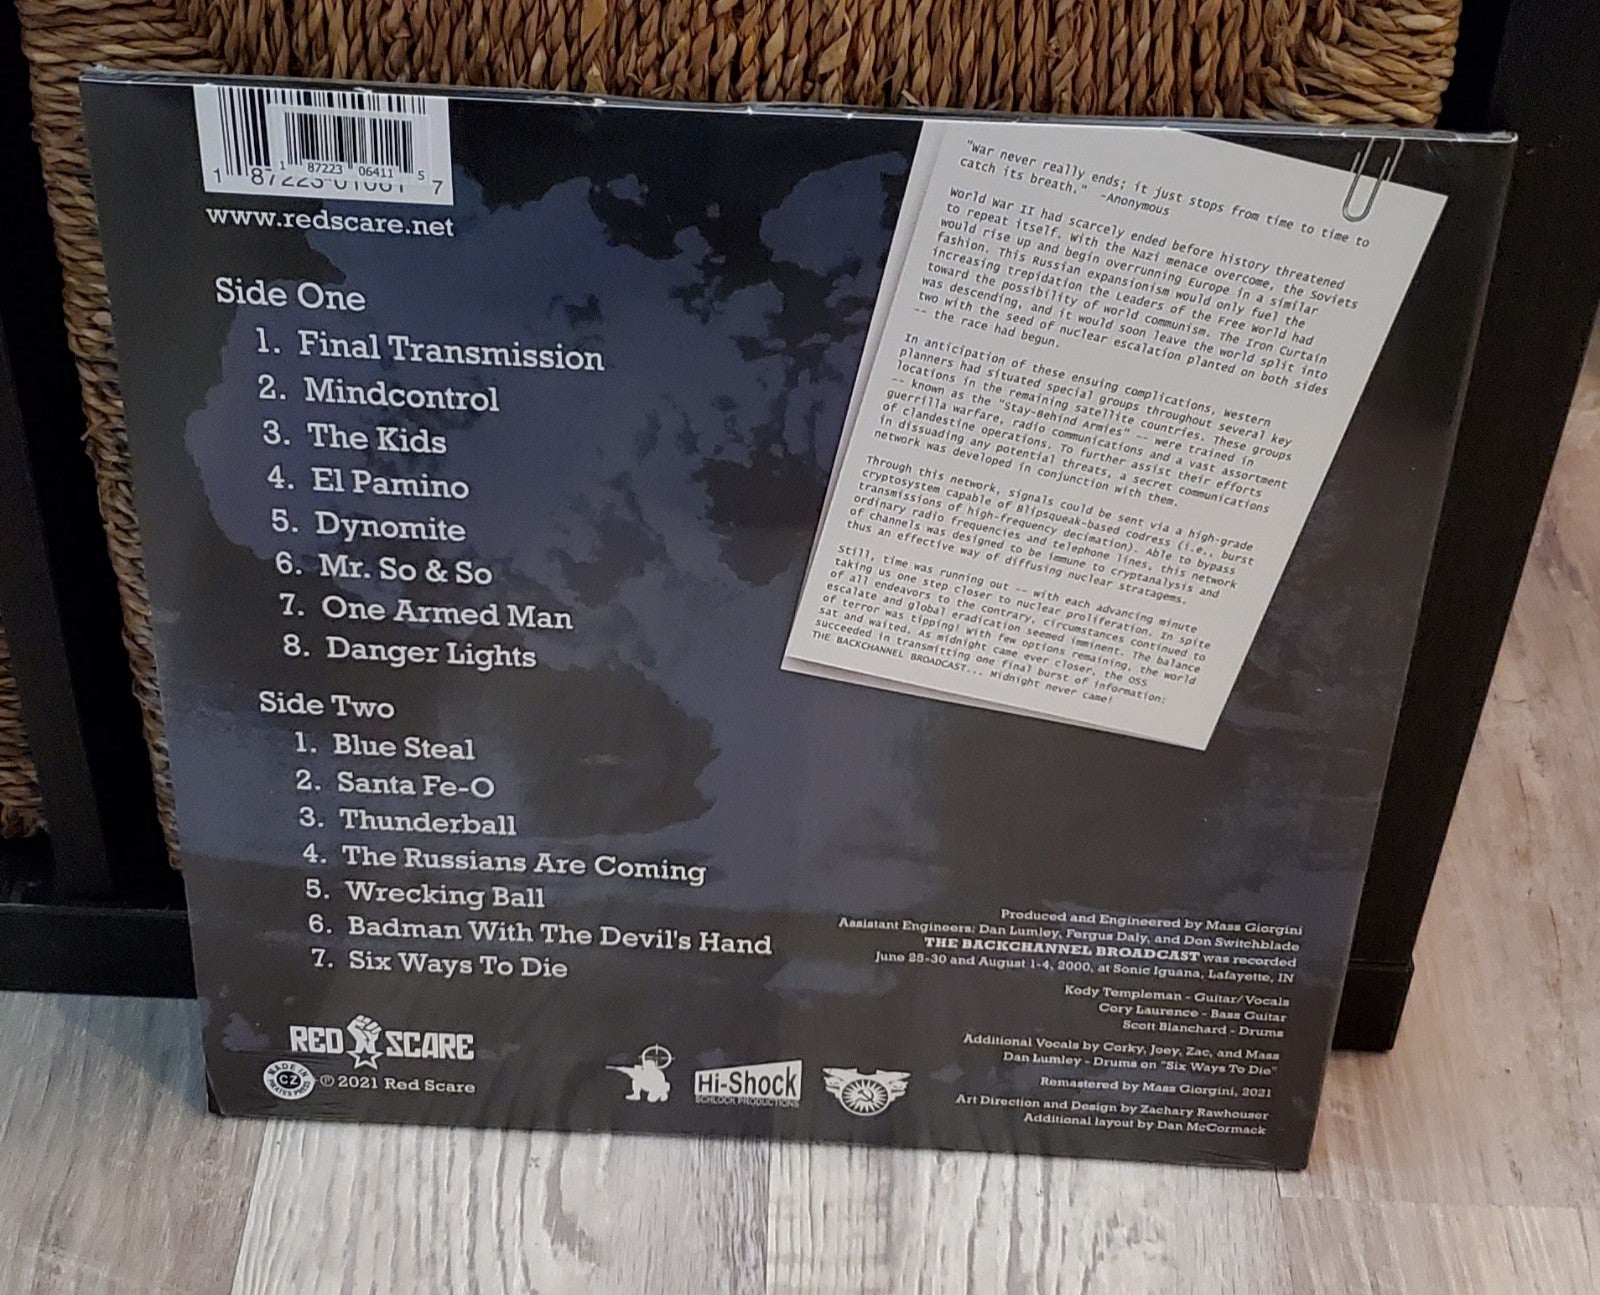 1 87223 06411 5
7
www.redscare.net
Side One
1. Final Transmission
2. Mindcontrol
3. The Kids
4. El Pamino
5. Dynomite
6. Mr. So & So
7. One Armed Man
8. Danger Lights
Side Two
1. Blue Steal
2. Santa Fe-O
3. Thunderball
4. The Russians Are Coming
5. Wrecking Ball
6. Badman With The Devil's Hand
7. Six Ways To Die
RED SCARE
MADE IN
CZ
℗ 2021 Red Scare
Hi-Shock
SCHLOCK PRODUCTIONS
"War never really ends; it just stops from time to time to
catch its breath." -Anonymous
World War II had scarcely ended before history threatened
to repeat itself. With the Nazi menace overcome, the Soviets
would rise up and begin overrunning Europe in a similar
fashion. This Russian expansionism would only fuel the
increasing trepidation the Leaders of the Free World had
toward the possibility of world communism. The Iron Curtain
was descending, and it would soon leave the world split into
two with the seed of nuclear escalation planted on both sides
-- the race had begun.
In anticipation of these ensuing complications, Western
planners had situated special groups throughout several key
locations in the remaining satellite countries. These groups
-- known as the "Stay-Behind Armies" -- were trained in
guerrilla warfare, radio communications and a vast assortment
of clandestine operations. To further assist their efforts
in dissuading any potential threats, a secret communications
network was developed in conjunction with them.
Through this network, signals could be sent via a high-grade
cryptosystem capable of Blipsqueak-based codress (i.e., burst
transmissions of high-frequency decimation). Able to bypass
ordinary radio frequencies and telephone lines, this network
of channels was designed to be immune to cryptanalysis and
thus an effective way of diffusing nuclear stratagems.
Still, time was running out -- with each advancing minute
taking us one step closer to nuclear proliferation. In spite
of all endeavors to the contrary, circumstances continued to
escalate and global eradication seemed imminent. The balance
of terror was tipping! With few options remaining, the world
sat and waited. As midnight came ever closer, the OSS
succeeded in transmitting one final burst of information:
THE BACKCHANNEL BROADCAST... Midnight never came!
Produced and Engineered by Mass Giorgini
Assistant Engineers: Dan Lumley, Fergus Daly, and Don Switchblade
THE BACKCHANNEL BROADCAST was recorded
June 25-30 and August 1-4, 2000, at Sonic Iguana, Lafayette, IN
Kody Templeman - Guitar/Vocals
Cory Laurence - Bass Guitar
Scott Blanchard - Drums
Additional Vocals by Corky, Joey, Zac, and Mass
Dan Lumley - Drums on "Six Ways To Die"
Remastered by Mass Giorgini, 2021
Art Direction and Design by Zachary Rawhouser
Additional layout by Dan McCormack